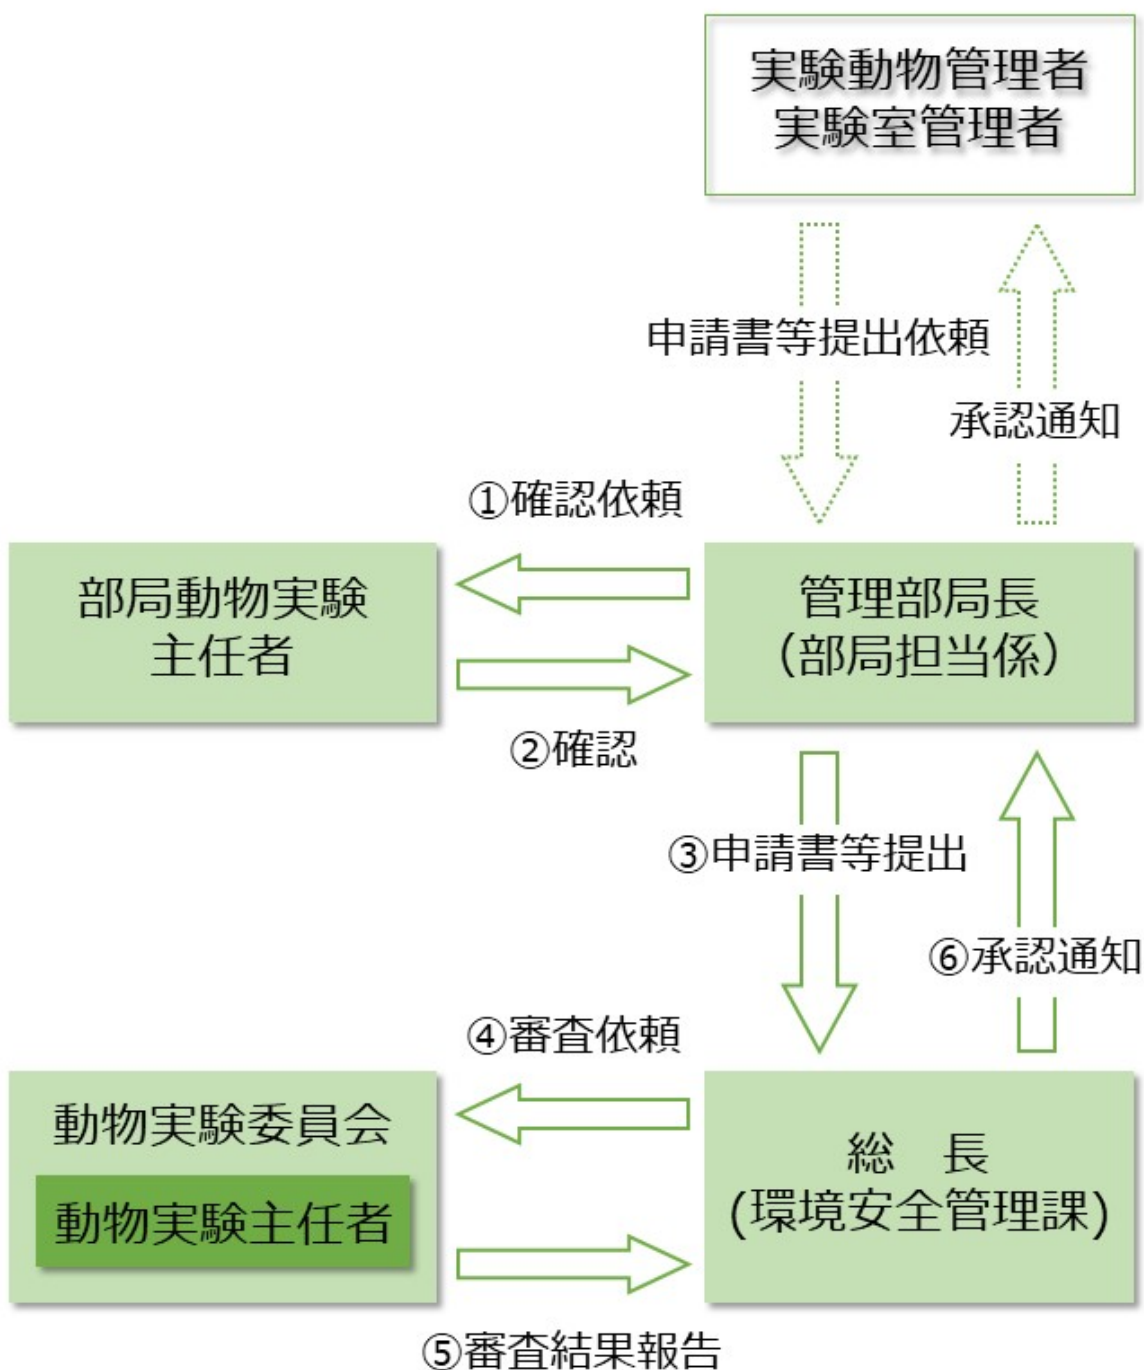 実験動物管理者
実験室管理者
申請書等提出依頼
承認通知
①確認依頼
部局動物実験
主任者
管理部局長
（部局担当係）
②確認
③申請書等提出
⑥承認通知
④審査依頼
動物実験委員会
動物実験主任者
総　長
(環境安全管理課)
⑤審査結果報告